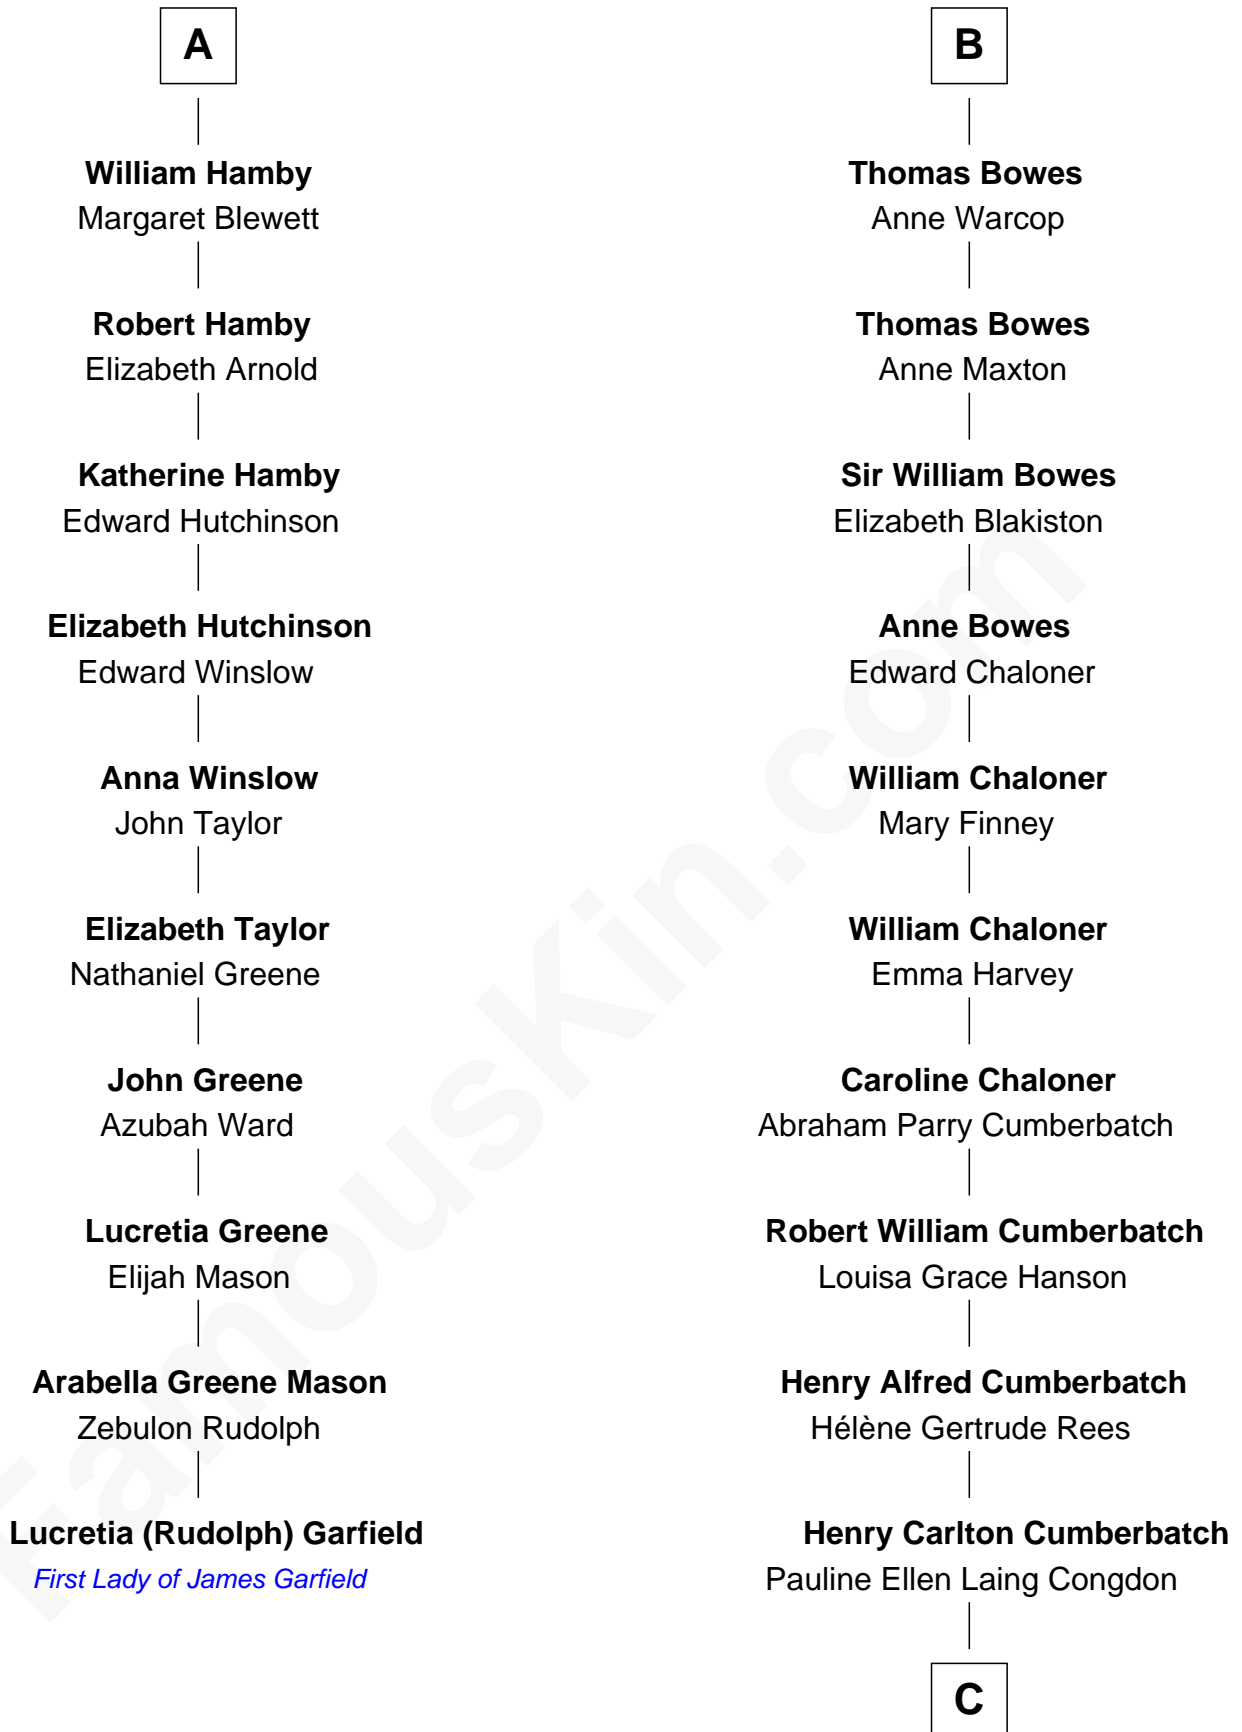 A
William Hamby
Margaret Blewett
Robert Hamby
Elizabeth Arnold
Katherine Hamby
Edward Hutchinson
Elizabeth Hutchinson
Edward Winslow
Anna Winslow
John Taylor
Elizabeth Taylor
Nathaniel Greene
John Greene
Azubah Ward
Lucretia Greene
Elijah Mason
Arabella Greene Mason
Zebulon Rudolph
Lucretia (Rudolph) Garfield
First Lady of James Garfield
B
Thomas Bowes
Anne Warcop
Thomas Bowes
Anne Maxton
Sir William Bowes
Elizabeth Blakiston
Anne Bowes
Edward Chaloner
William Chaloner
Mary Finney
William Chaloner
Emma Harvey
Caroline Chaloner
Abraham Parry Cumberbatch
Robert William Cumberbatch
Louisa Grace Hanson
Henry Alfred Cumberbatch
Hélène Gertrude Rees
Henry Carlton Cumberbatch
Pauline Ellen Laing Congdon
C
FamousKin.com